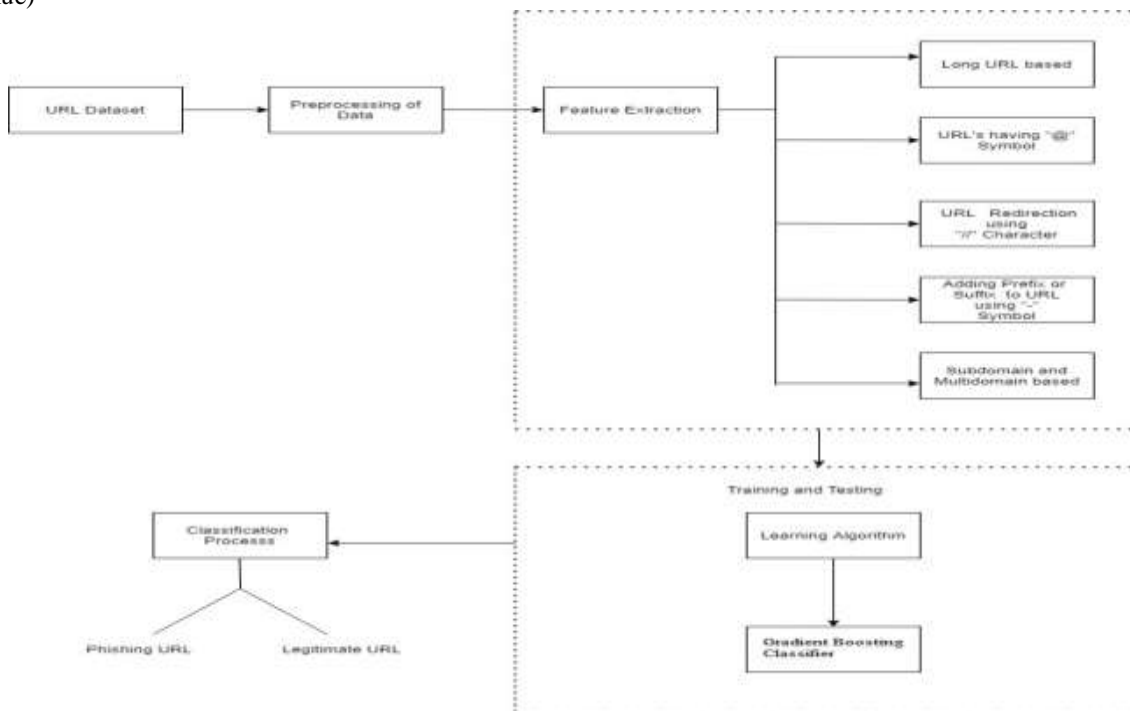 URL Dataset
Preprocessing of
Data
Feature Extraction
Long URL based
URL's having "@"
Symbol
URL Redirection
using
"//" Character
Adding Prefix or
Suffix to URL
using "-"
Symbol
Subdomain and
Multidomain based
Training and Testing
Learning Algorithm
Gradient Boosting
Classifier
Classification
Processs
Phishing URL
Legitimate URL